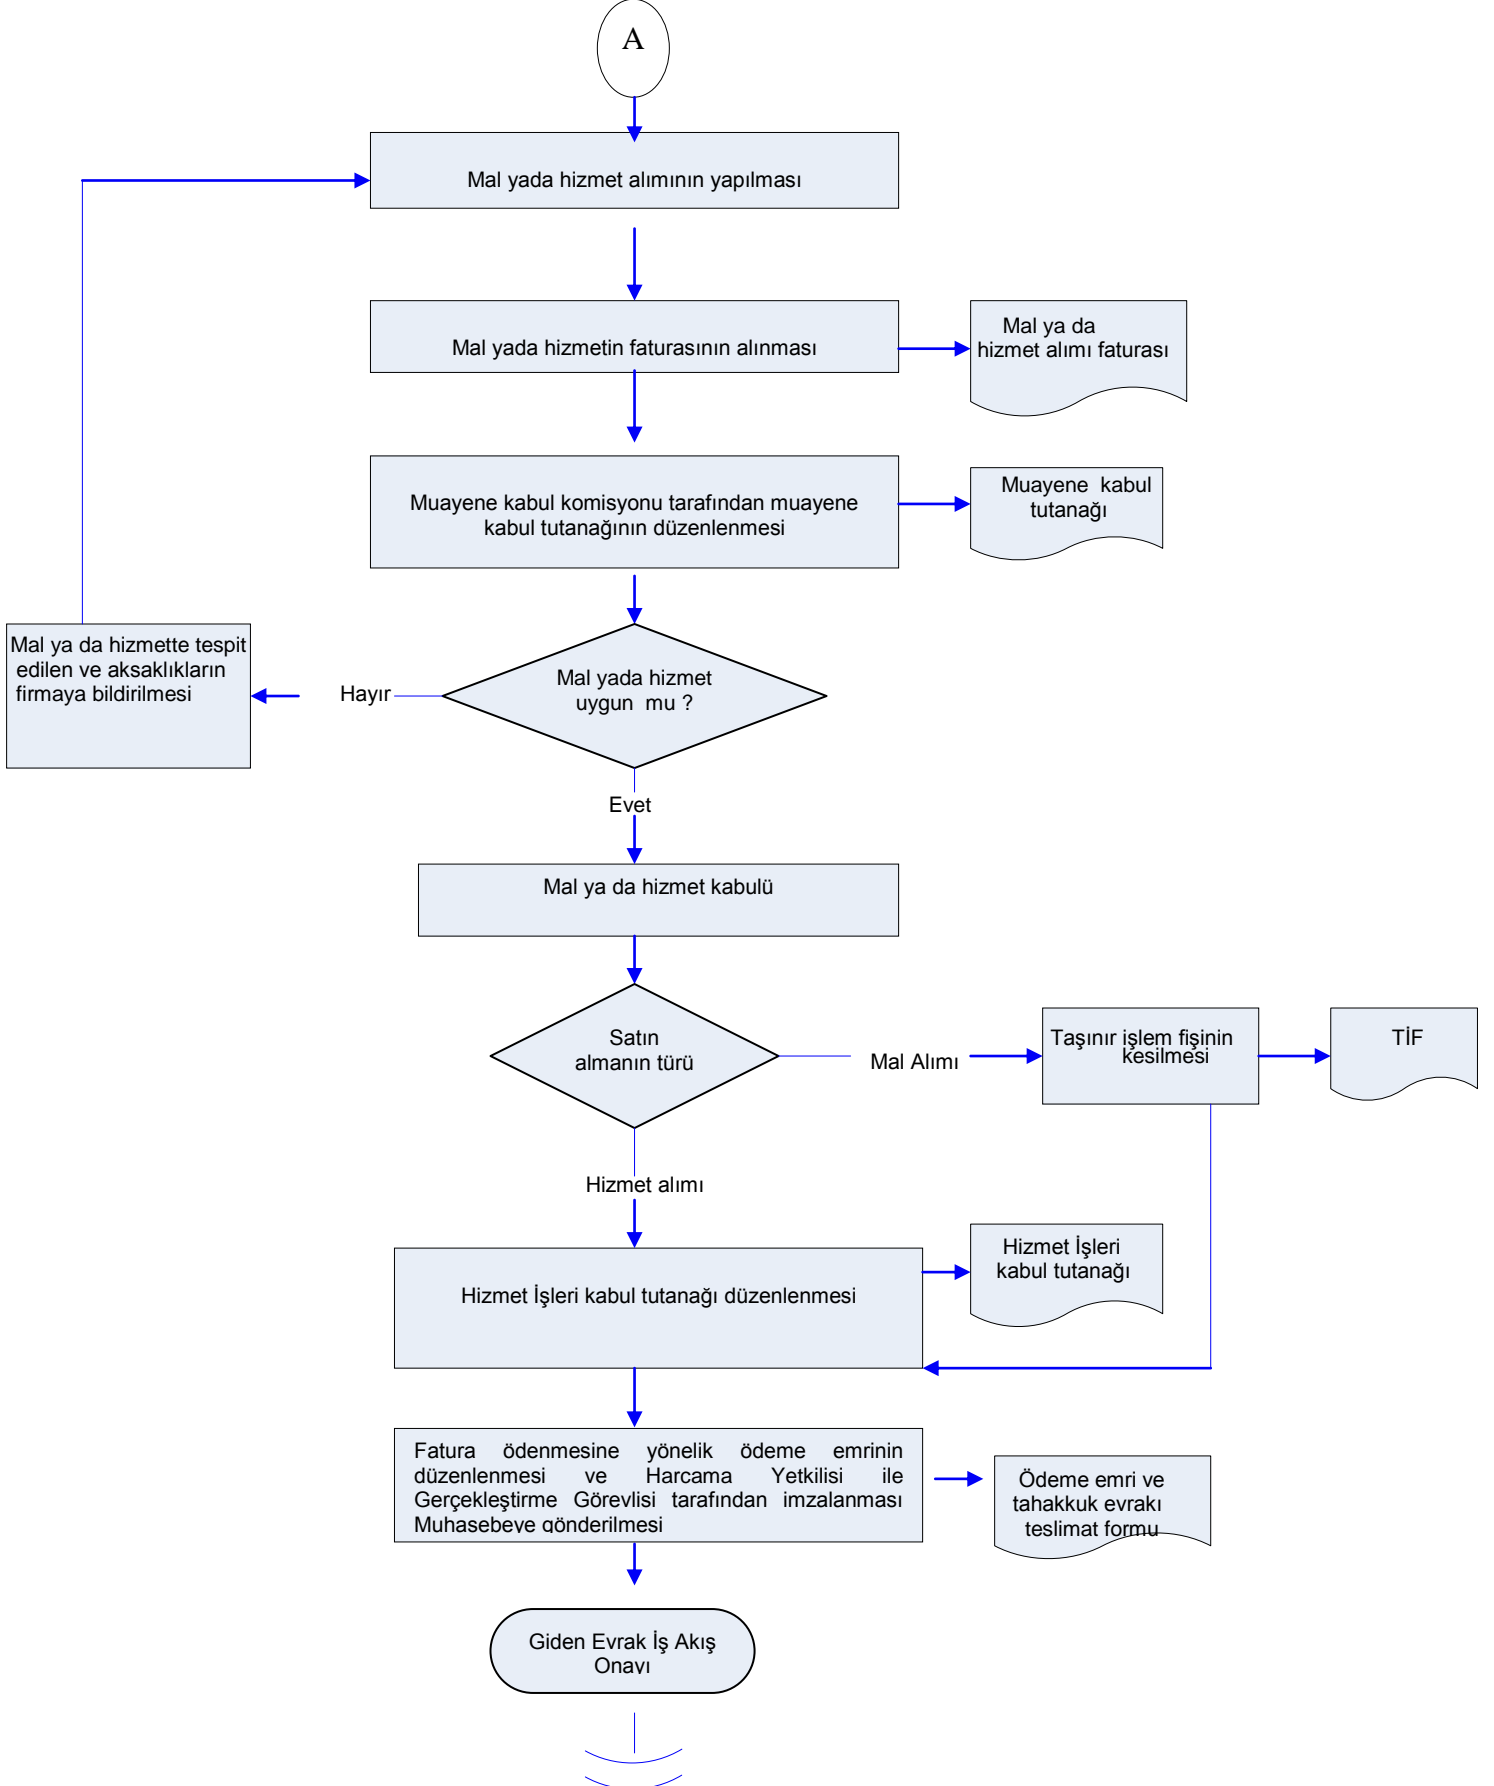 A
Mal yada hizmet alımının yapılması
Mal yada hizmetin faturasının alınması
Mal ya da
hizmet alımı faturası
Muayene kabul komisyonu tarafından muayene
kabul tutanağının düzenlenmesi
Muayene kabul
tutanağı
Mal ya da hizmette tespit
edilen ve aksaklıkların
firmaya bildirilmesi
Hayır
Mal yada hizmet
uygun mu ?
Evet
Mal ya da hizmet kabulü
Satın
almanın türü
Mal Alımı
Taşınır işlem fişinin
kesilmesi
TİF
Hizmet alımı
Hizmet İşleri kabul tutanağı düzenlenmesi
Hizmet İşleri
kabul tutanağı
Fatura ödenmesine yönelik ödeme emrinin
düzenlenmesi ve Harcama Yetkilisi ile
Gerçekleştirme Görevlisi tarafından imzalanması
Muhasebeye gönderilmesi
Ödeme emri ve
tahakkuk evrakı
teslimat formu
Giden Evrak İş Akış
Onayı